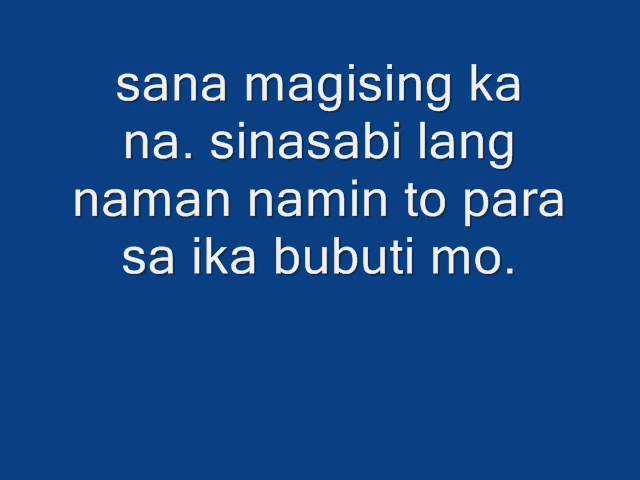 sana magising ka
na. sinasabi lang
naman namin to para
sa ika bubuti mo.